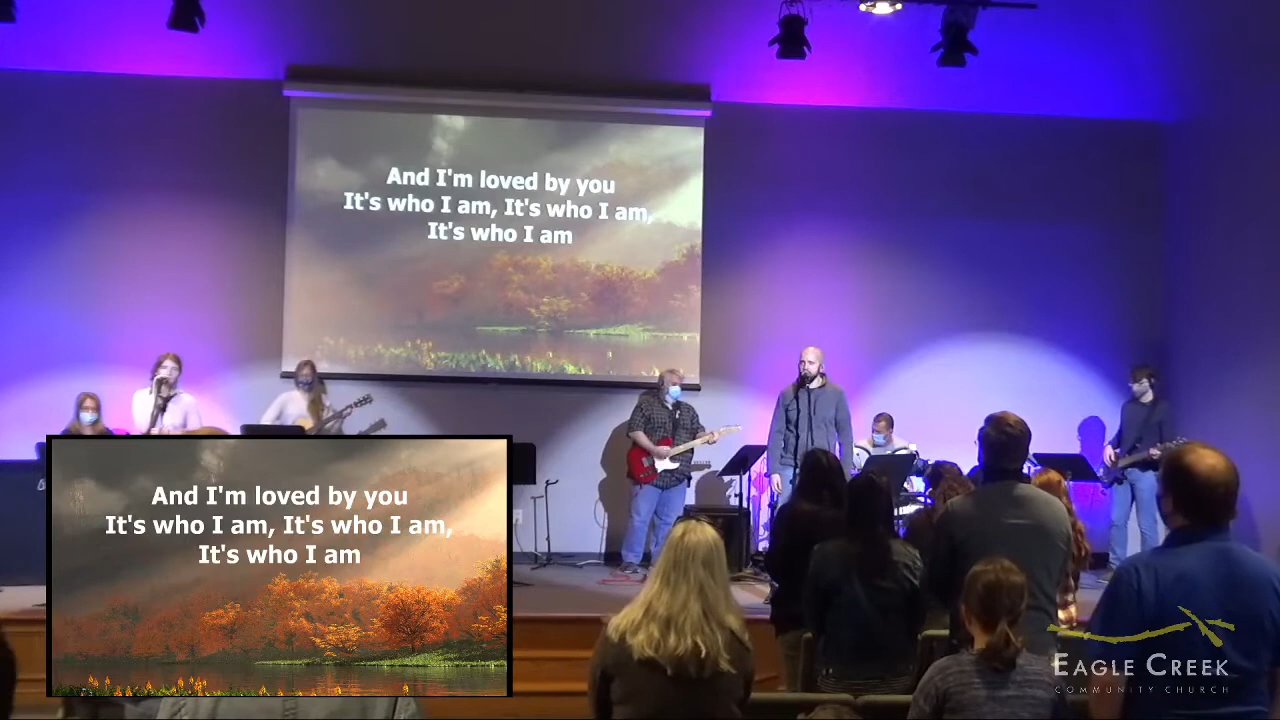 And I'm loved by you
It's who I am, It's who I am,
It's who I am
And I'm loved by you
It's who I am, It's who I am,
It's who I am
EAGLE CREEK
COMMUNITY CHURCH